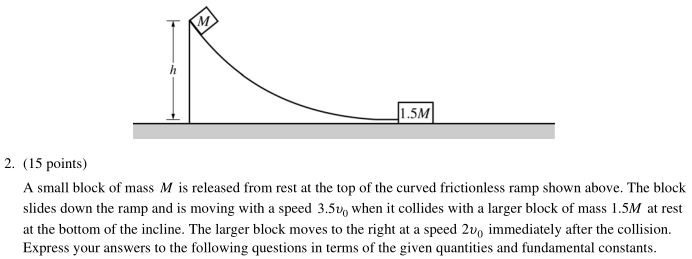 M
h
1.5M
2. (15 points)
A small block of mass M is released from rest at the top of the curved frictionless ramp shown above. The block
slides down the ramp and is moving with a speed 3.5υ₀ when it collides with a larger block of mass 1.5M at rest
at the bottom of the incline. The larger block moves to the right at a speed 2υ₀ immediately after the collision.
Express your answers to the following questions in terms of the given quantities and fundamental constants.